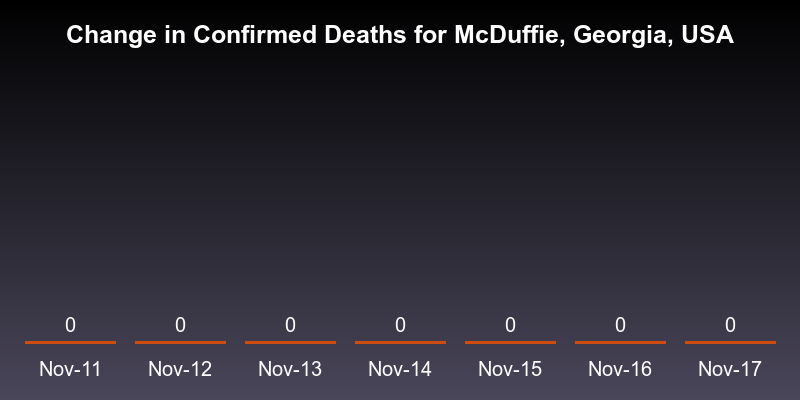 Change in Confirmed Deaths for McDuffie, Georgia, USA
0 0 0 0 0 0 0
Nov-11 Nov-12 Nov-13 Nov-14 Nov-15 Nov-16 Nov-17